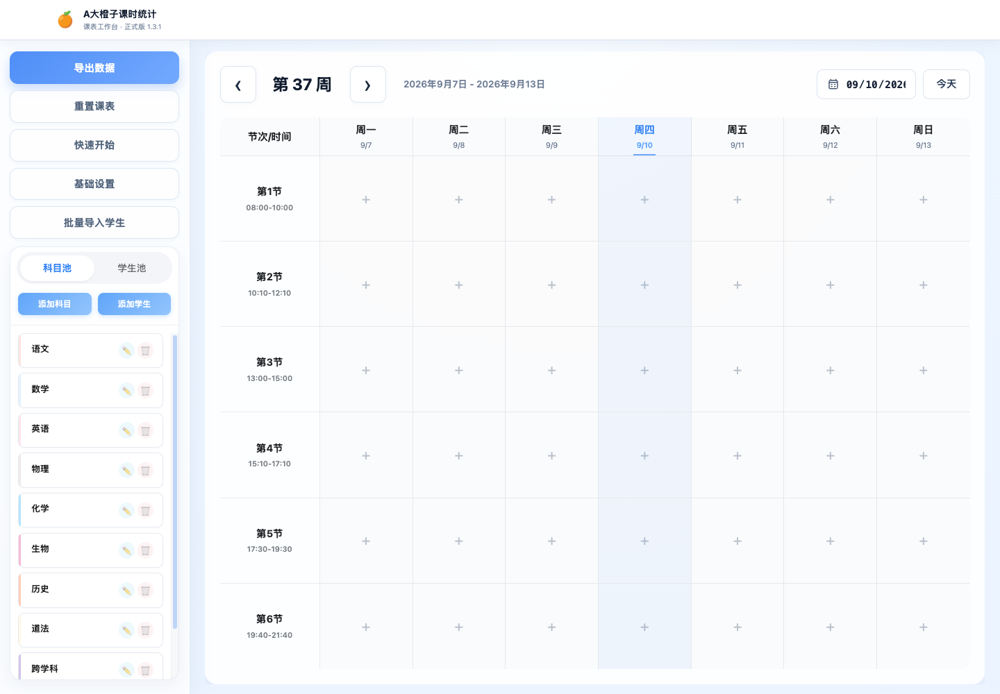 A大橙子课时统计
课表工作台 · 正式版 1.3.1
导出数据
重置课表
快速开始
基础设置
批量导入学生
科目池 学生池
添加科目 添加学生
语文
数学
英语
物理
化学
生物
历史
道法
跨学科
❮ 第 37 周 ❯ 2026年9月7日 - 2026年9月13日 09/10/2026 今天
节次/时间 周一 周二 周三 周四 周五 周六 周日
9/7 9/8 9/9 9/10 9/11 9/12 9/13
第1节
08:00-10:00
+ + + + + + +
第2节
10:10-12:10
+ + + + + + +
第3节
13:00-15:00
+ + + + + + +
第4节
15:10-17:10
+ + + + + + +
第5节
17:30-19:30
+ + + + + + +
第6节
19:40-21:40
+ + + + + + +